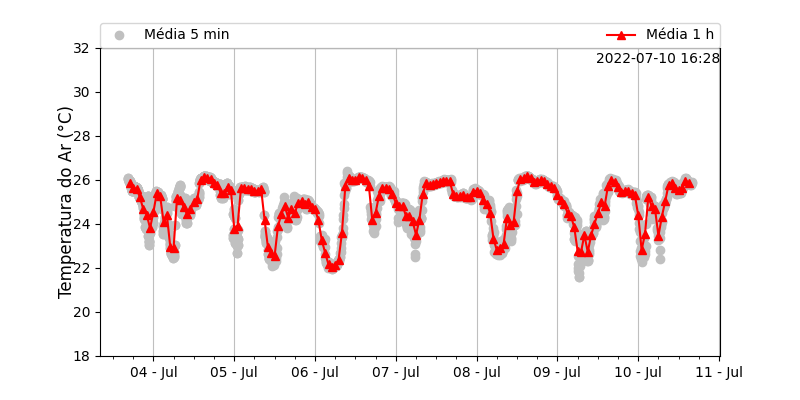 Média 5 min
Média 1 h
2022-07-10 16:28
Temperatura do Ar (°C)
32
30
28
26
24
22
20
18
04 - Jul
05 - Jul
06 - Jul
07 - Jul
08 - Jul
09 - Jul
10 - Jul
11 - Jul